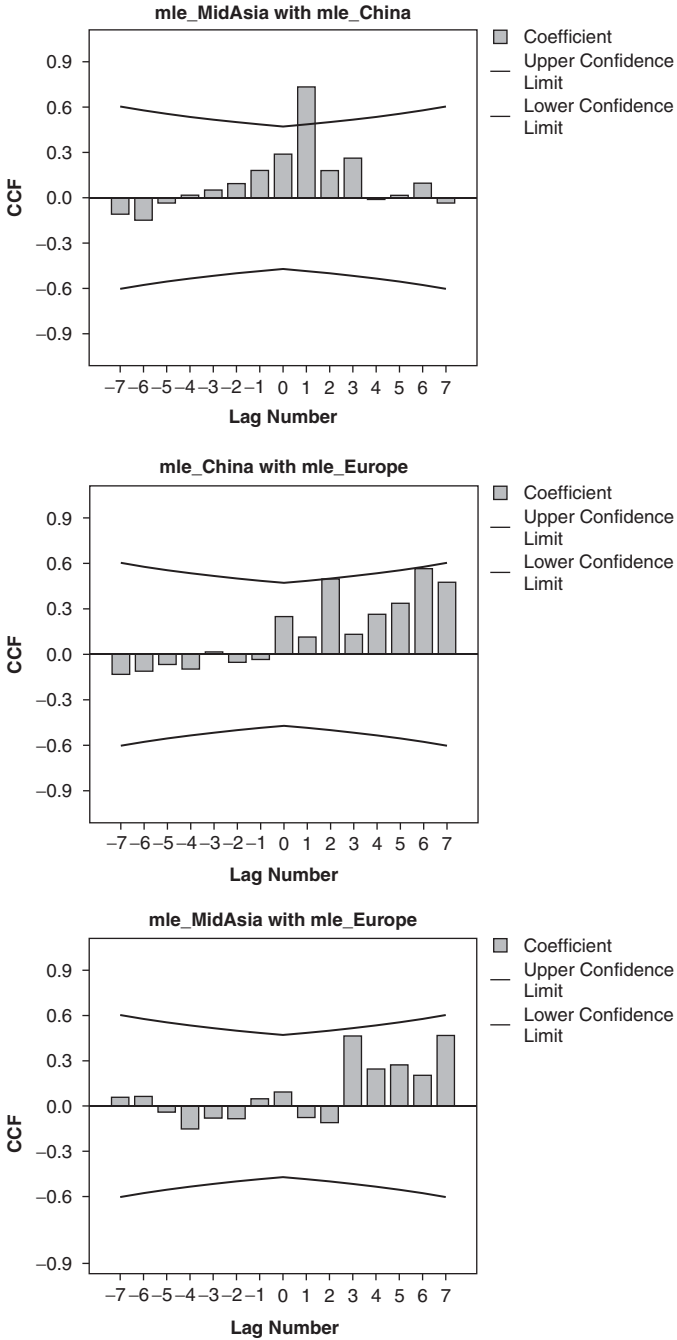 mle_MidAsia with mle_China
0.9
0.6
0.3
0.0
−0.3
−0.6
−0.9
CCF
−7 −6 −5 −4 −3 −2 −1 0 1 2 3 4 5 6 7
Lag Number
Coefficient
Upper Confidence
Limit
Lower Confidence
Limit
mle_China with mle_Europe
0.9
0.6
0.3
0.0
−0.3
−0.6
−0.9
CCF
−7 −6 −5 −4 −3 −2 −1 0 1 2 3 4 5 6 7
Lag Number
Coefficient
Upper Confidence
Limit
Lower Confidence
Limit
mle_MidAsia with mle_Europe
0.9
0.6
0.3
0.0
−0.3
−0.6
−0.9
CCF
−7 −6 −5 −4 −3 −2 −1 0 1 2 3 4 5 6 7
Lag Number
Coefficient
Upper Confidence
Limit
Lower Confidence
Limit